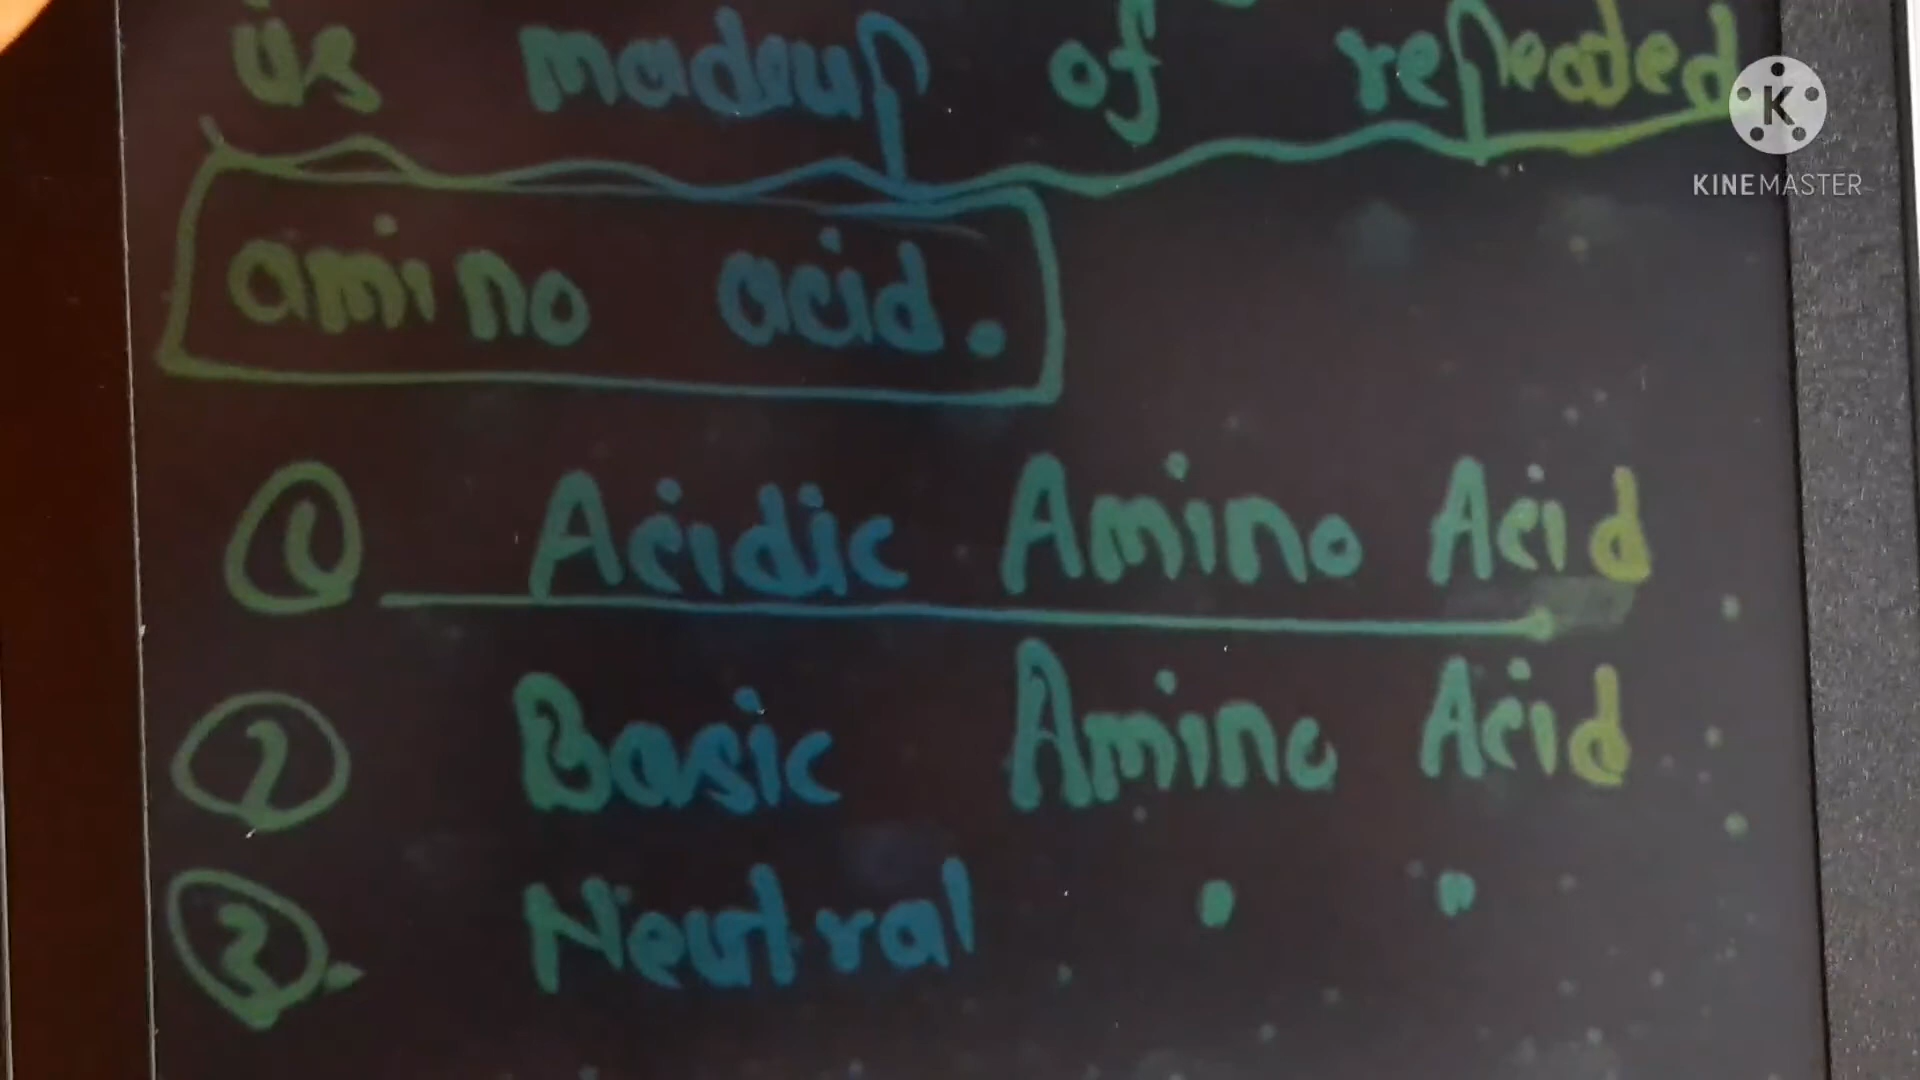 is madeup of repeated
K
KINEMASTER
amino acid.
1 Acidic Amino Acid
2 Basic Amino Acid
3. Neutral " "